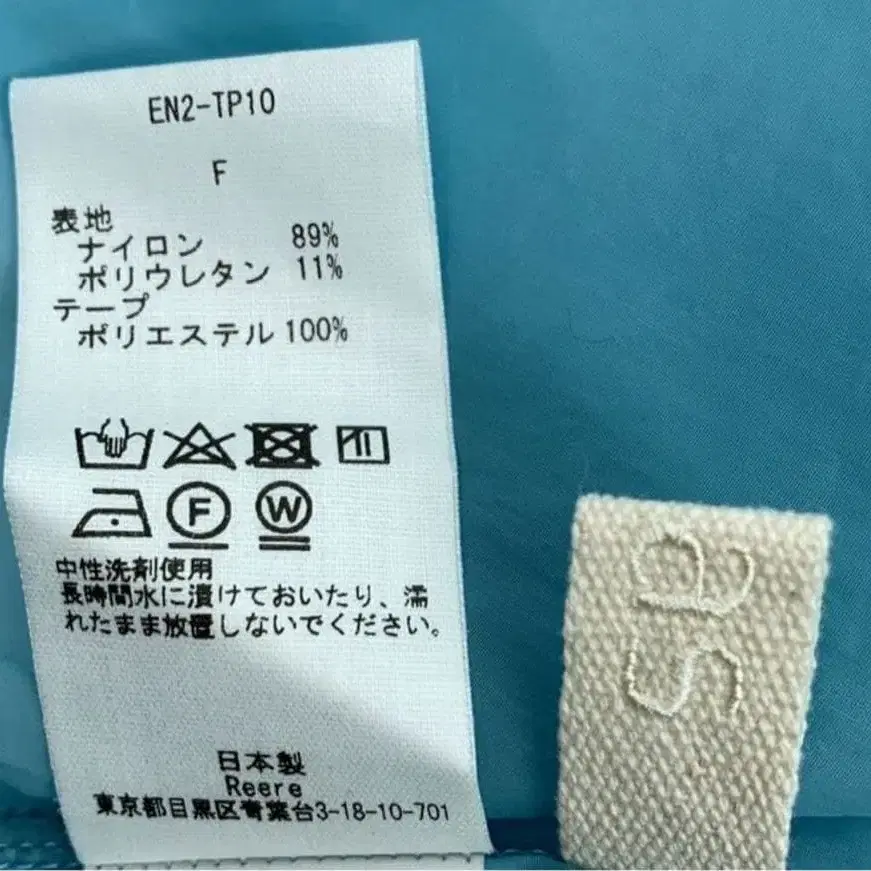 EN2-TP10
F
表地
ナイロン 89%
ポリウレタン 11%
テープ
ポリエステル 100%
F
W
中性洗剤使用
長時間水に漬けておいたり、濡
れたまま放置しないでください。
日本製
Reere
東京都目黒区青葉台3-18-10-701